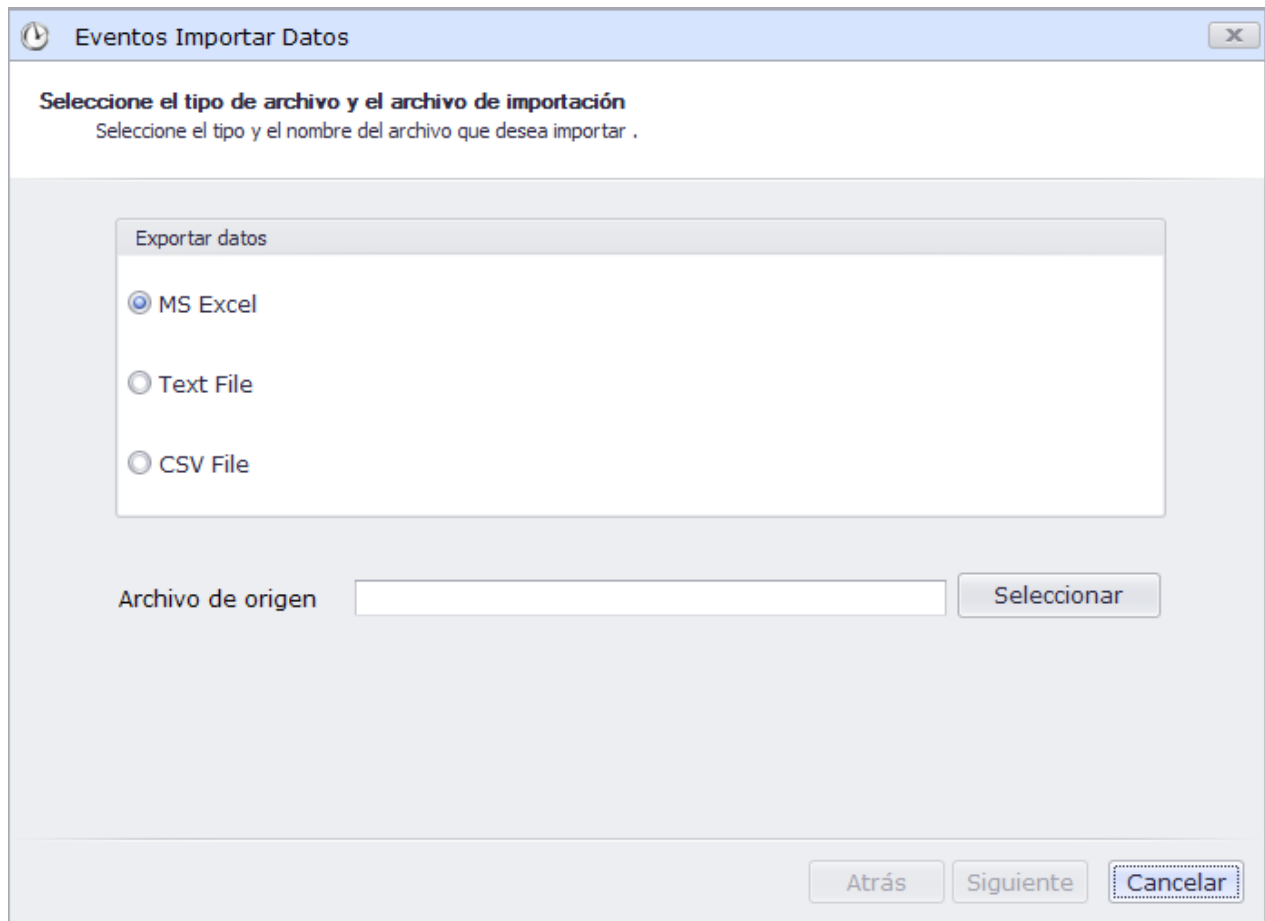 Eventos Importar Datos
Seleccione el tipo de archivo y el archivo de importación
Seleccione el tipo y el nombre del archivo que desea importar .
Exportar datos
MS Excel
Text File
CSV File
Archivo de origen
Seleccionar
Atrás
Siguiente
Cancelar